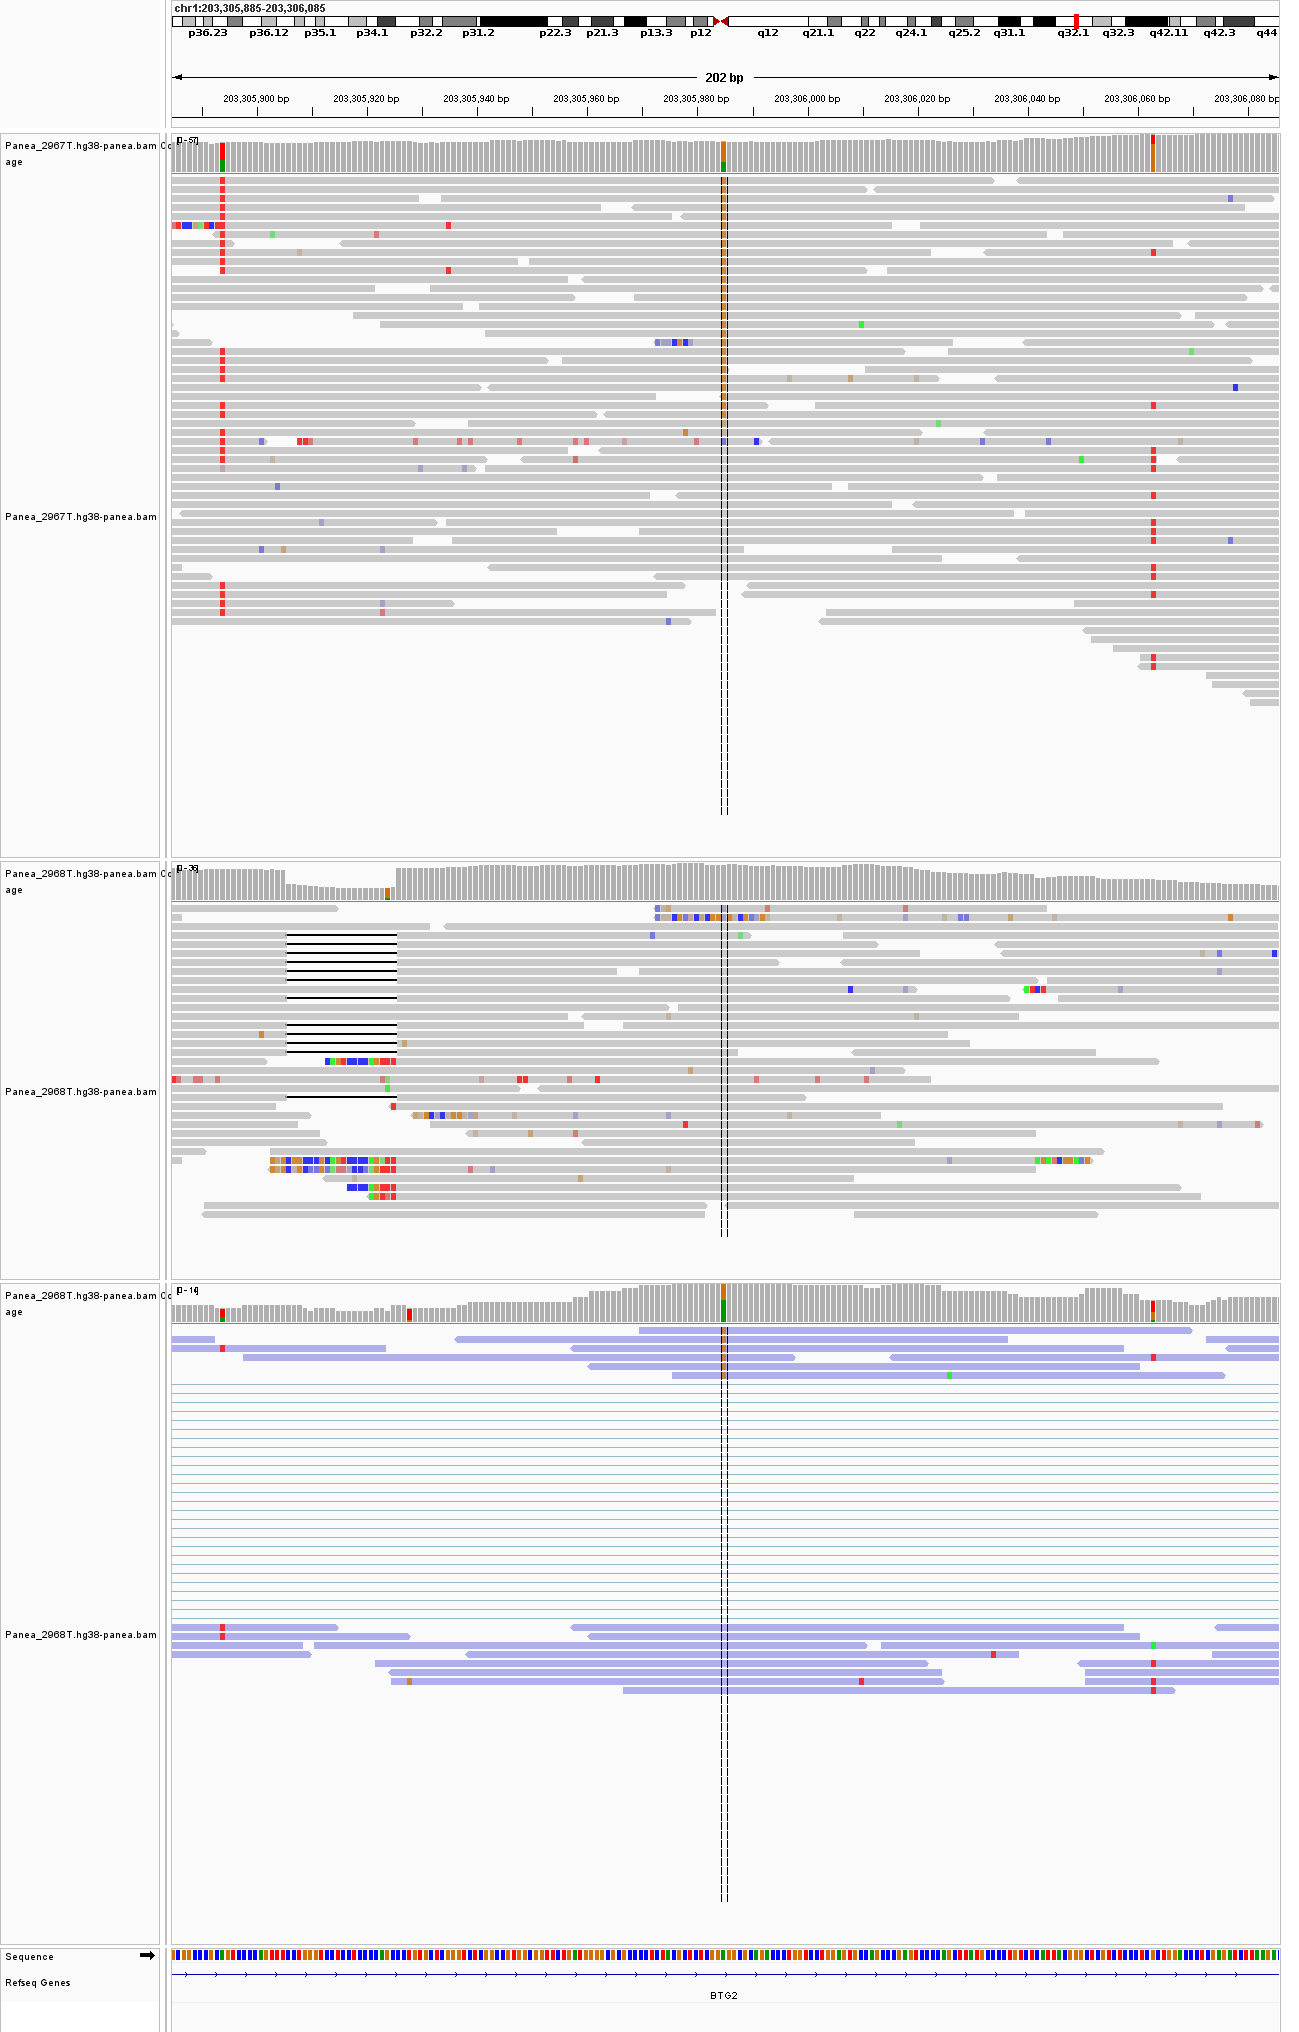 chr1:203,305,885-203,306,085
p36.23 p36.12 p35.1 p34.1 p32.2 p31.2 p22.3 p21.3 p13.3 p12 q12 q21.1 q22 q24.1 q25.2 q31.1 q32.1 q32.3 q42.11 q42.3 q44
202 bp
203,305,900 bp 203,305,920 bp 203,305,940 bp 203,305,960 bp 203,305,980 bp 203,306,000 bp 203,306,020 bp 203,306,040 bp 203,306,060 bp 203,306,080 bp
Panea_2967T.hg38-panea.bam Co
age
[0-57]
Panea_2967T.hg38-panea.bam
Panea_2968T.hg38-panea.bam Co
age
[0-36]
Panea_2968T.hg38-panea.bam
Panea_2968T.hg38-panea.bam Co
age
[0-14]
Panea_2968T.hg38-panea.bam
Sequence
Refseq Genes
BTG2